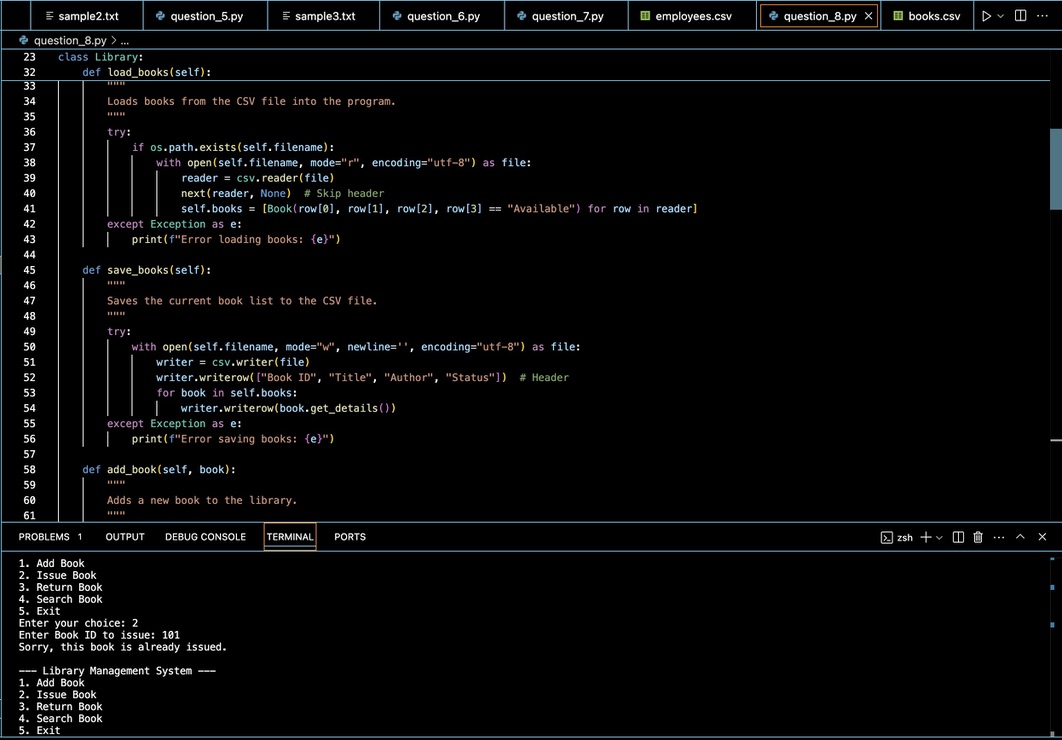 sample2.txt question_5.py sample3.txt question_6.py question_7.py employees.csv question_8.py books.csv
question_8.py > ...
23 class Library:
32 def load_books(self):
33 """
34 Loads books from the CSV file into the program.
35 """
36 try:
37 if os.path.exists(self.filename):
38 with open(self.filename, mode="r", encoding="utf-8") as file:
39 reader = csv.reader(file)
40 next(reader, None)  # Skip header
41 self.books = [Book(row[0], row[1], row[2], row[3] == "Available") for row in reader]
42 except Exception as e:
43 print(f"Error loading books: {e}")
44
45 def save_books(self):
46 """
47 Saves the current book list to the CSV file.
48 """
49 try:
50 with open(self.filename, mode="w", newline='', encoding="utf-8") as file:
51 writer = csv.writer(file)
52 writer.writerow(["Book ID", "Title", "Author", "Status"])  # Header
53 for book in self.books:
54 writer.writerow(book.get_details())
55 except Exception as e:
56 print(f"Error saving books: {e}")
57
58 def add_book(self, book):
59 """
60 Adds a new book to the library.
61 """
PROBLEMS 1 OUTPUT DEBUG CONSOLE TERMINAL PORTS zsh
1. Add Book
2. Issue Book
3. Return Book
4. Search Book
5. Exit
Enter your choice: 2
Enter Book ID to issue: 101
Sorry, this book is already issued.
--- Library Management System ---
1. Add Book
2. Issue Book
3. Return Book
4. Search Book
5. Exit